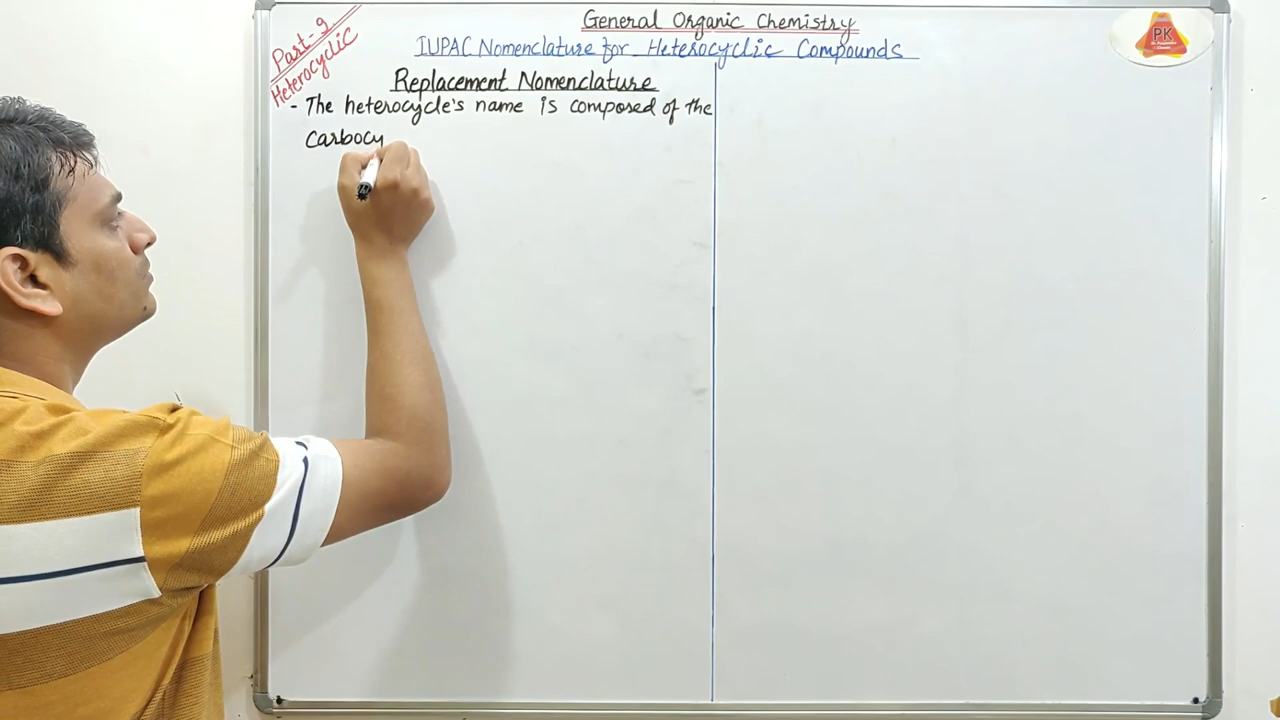 Part-9
Heterocyclic
General Organic Chemistry
IUPAC Nomenclature for Heterocyclic Compounds
Replacement Nomenclature
- The heterocycle's name is composed of the
Carbocy
PK